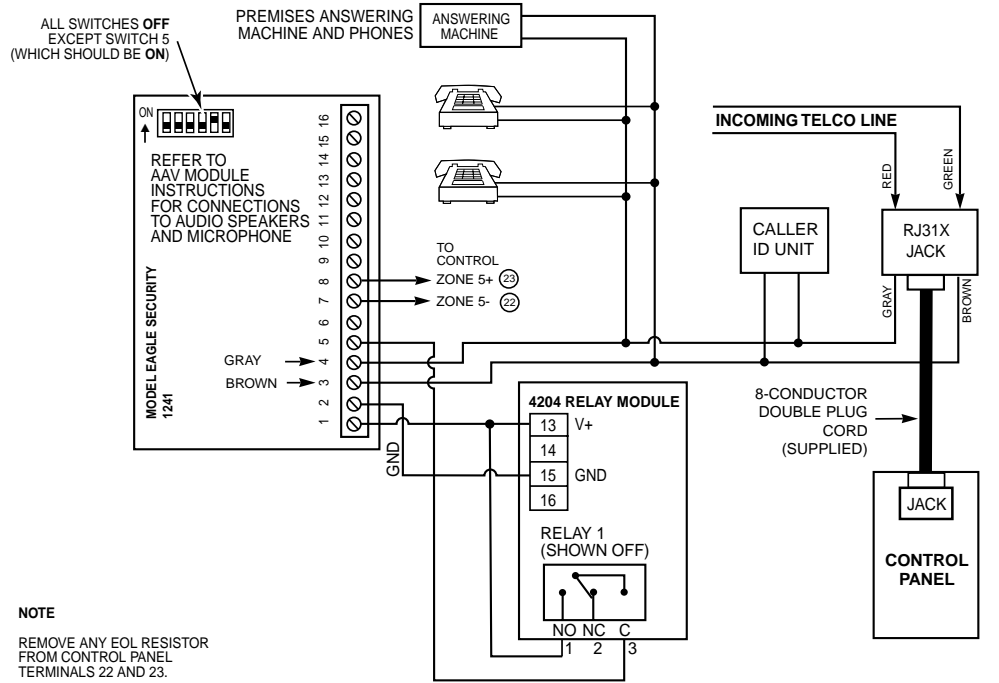 ALL SWITCHES OFF
EXCEPT SWITCH 5
(WHICH SHOULD BE ON)
PREMISES ANSWERING
MACHINE AND PHONES
ANSWERING
MACHINE
ON
REFER TO
AAV MODULE
INSTRUCTIONS
FOR CONNECTIONS
TO AUDIO SPEAKERS
AND MICROPHONE
MODEL EAGLE SECURITY
1241
16
15
14
13
12
11
10
9
8
7
6
5
4
3
2
1
GRAY
BROWN
GND
TO
CONTROL
ZONE 5+ 23
ZONE 5- 22
INCOMING TELCO LINE
RED
GREEN
RJ31X
JACK
GRAY
BROWN
CALLER
ID UNIT
8-CONDUCTOR
DOUBLE PLUG
CORD
(SUPPLIED)
JACK
CONTROL
PANEL
4204 RELAY MODULE
13 V+
14
15 GND
16
RELAY 1
(SHOWN OFF)
NO NC C
1 2 3
NOTE
REMOVE ANY EOL RESISTOR
FROM CONTROL PANEL
TERMINALS 22 AND 23.